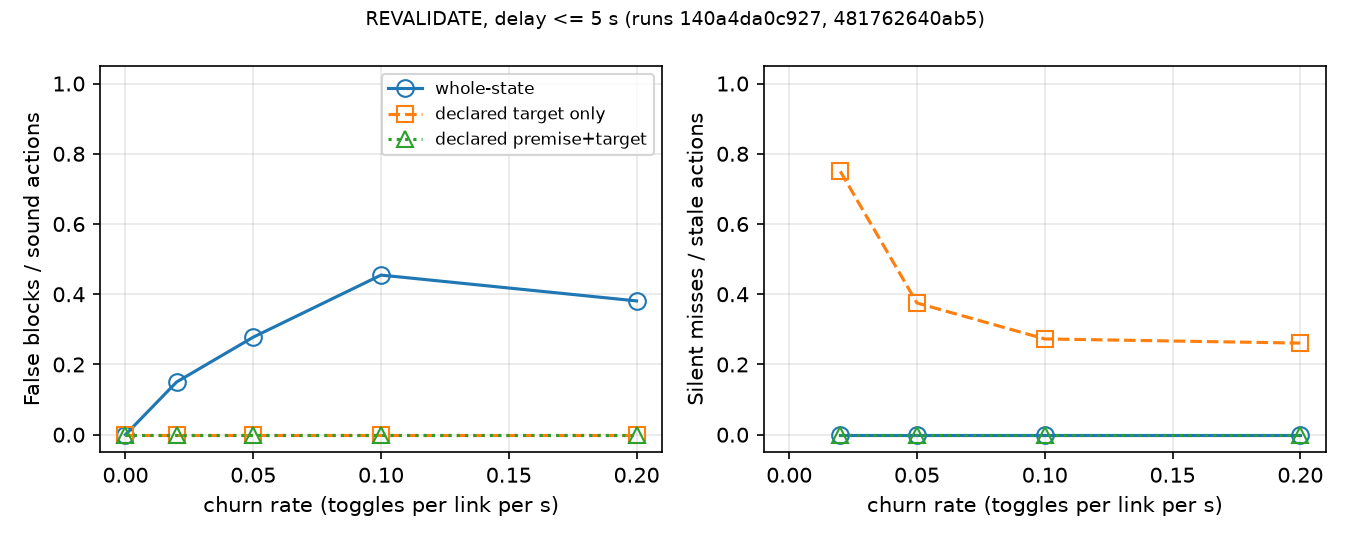 REVALIDATE, delay <= 5 s (runs 140a4da0c927, 481762640ab5)
False blocks / sound actions
1.0
0.8
0.6
0.4
0.2
0.0
whole-state
declared target only
declared premise+target
0.00 0.05 0.10 0.15 0.20
churn rate (toggles per link per s)
Silent misses / stale actions
1.0
0.8
0.6
0.4
0.2
0.0
0.00 0.05 0.10 0.15 0.20
churn rate (toggles per link per s)